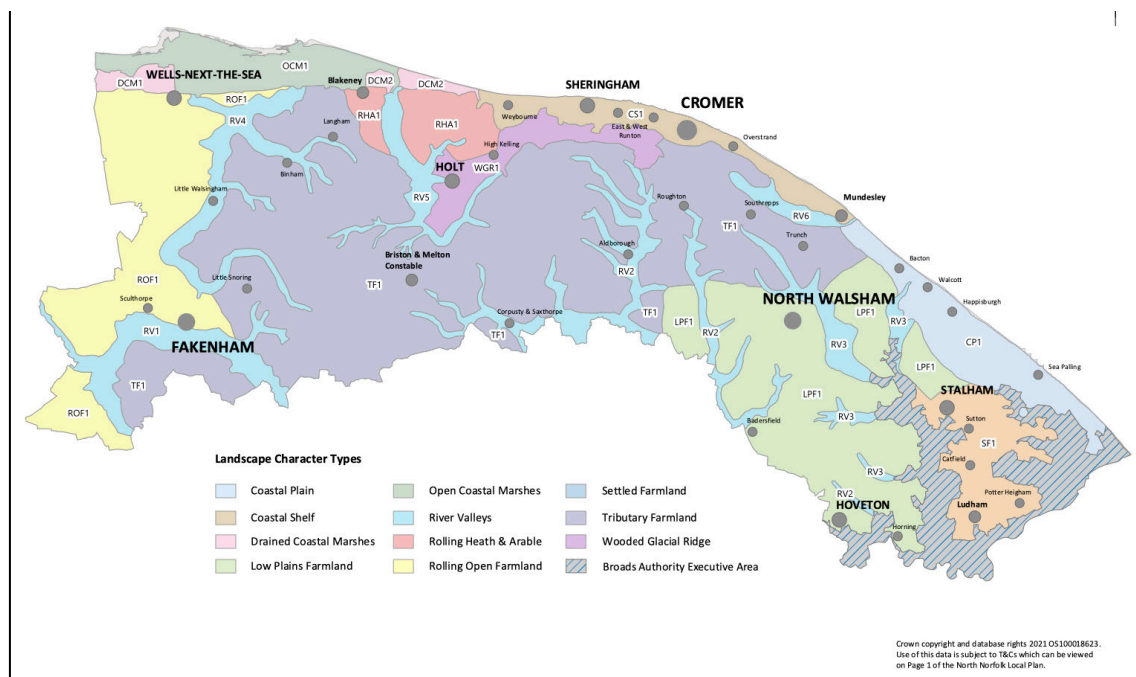 OCM1
WELLS-NEXT-THE-SEA
DCM1
Blakeney
DCM2
DCM2
ROF1
RV4
RHA1
RHA1
Langham
Binham
Little Walsingham
SHERINGHAM
CROMER
CS1
Weybourne
East & West
Runton
Overstrand
High Kelling
WGR1
HOLT
RV5
Roughton
Southrepps
Mundesley
RV6
TF1
Trunch
Aldborough
RV2
Briston & Melton
Constable
TF1
Bacton
Walcott
Happisburgh
ROF1
Little Snoring
Sculthorpe
RV1
FAKENHAM
Corpusty & Saxthorpe
TF1
TF1
NORTH WALSHAM
LPF1
LPF1
RV3
RV2
RV3
CP1
LPF1
Sea Palling
TF1
ROF1
LPF1
STALHAM
RV3
Badersfield
Sutton
SF1
Catfield
RV3
RV2
HOVETON
Potter Heigham
Ludham
Horning
Landscape Character Types
Coastal Plain
Coastal Shelf
Drained Coastal Marshes
Low Plains Farmland
Open Coastal Marshes
River Valleys
Rolling Heath & Arable
Rolling Open Farmland
Settled Farmland
Tributary Farmland
Wooded Glacial Ridge
Broads Authority Executive Area
Crown copyright and database rights 2021 OS100018623.
Use of this data is subject to T&Cs which can be viewed
on Page 1 of the North Norfolk Local Plan.